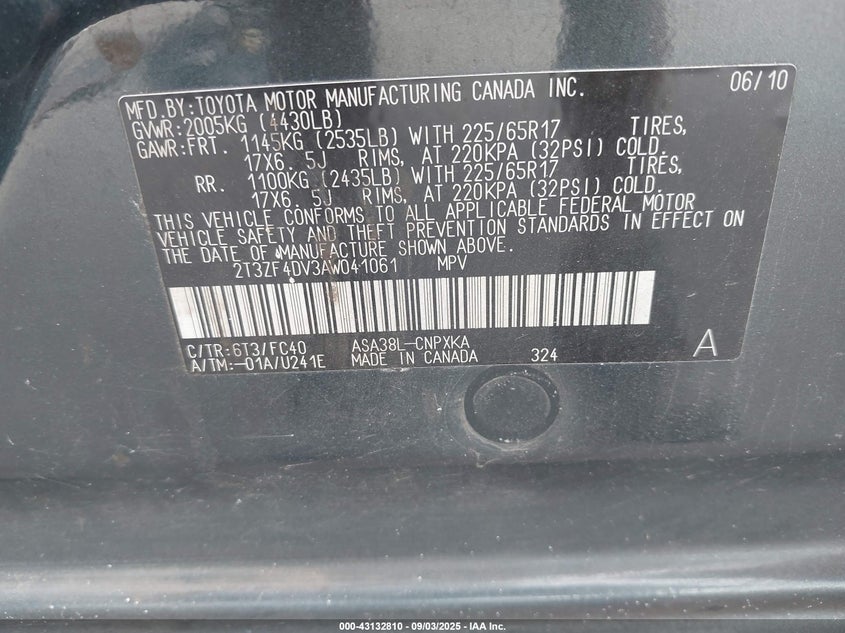 MFD.BY:TOYOTA MOTOR MANUFACTURING CANADA INC. 06/10
GVWR:2005KG (4430LB)
GAWR:FRT. 1145KG (2535LB) WITH 225/65R17 TIRES,
17X6.5J RIMS, AT 220KPA (32PSI) COLD.
RR. 1100KG (2435LB) WITH 225/65R17 TIRES,
17X6.5J RIMS, AT 220KPA (32PSI) COLD.
THIS VEHICLE CONFORMS TO ALL APPLICABLE FEDERAL MOTOR
VEHICLE SAFETY AND THEFT PREVENTION STANDARDS IN EFFECT ON
THE DATE OF MANUFACTURE SHOWN ABOVE.
2T3ZF4DV3AW041061 MPV
C/TR:6T3/FC40 ASA38L-CNPXKA
A/TM:-01A/U241E MADE IN CANADA 324 A
000-43132810 - 09/03/2025 - IAA Inc.